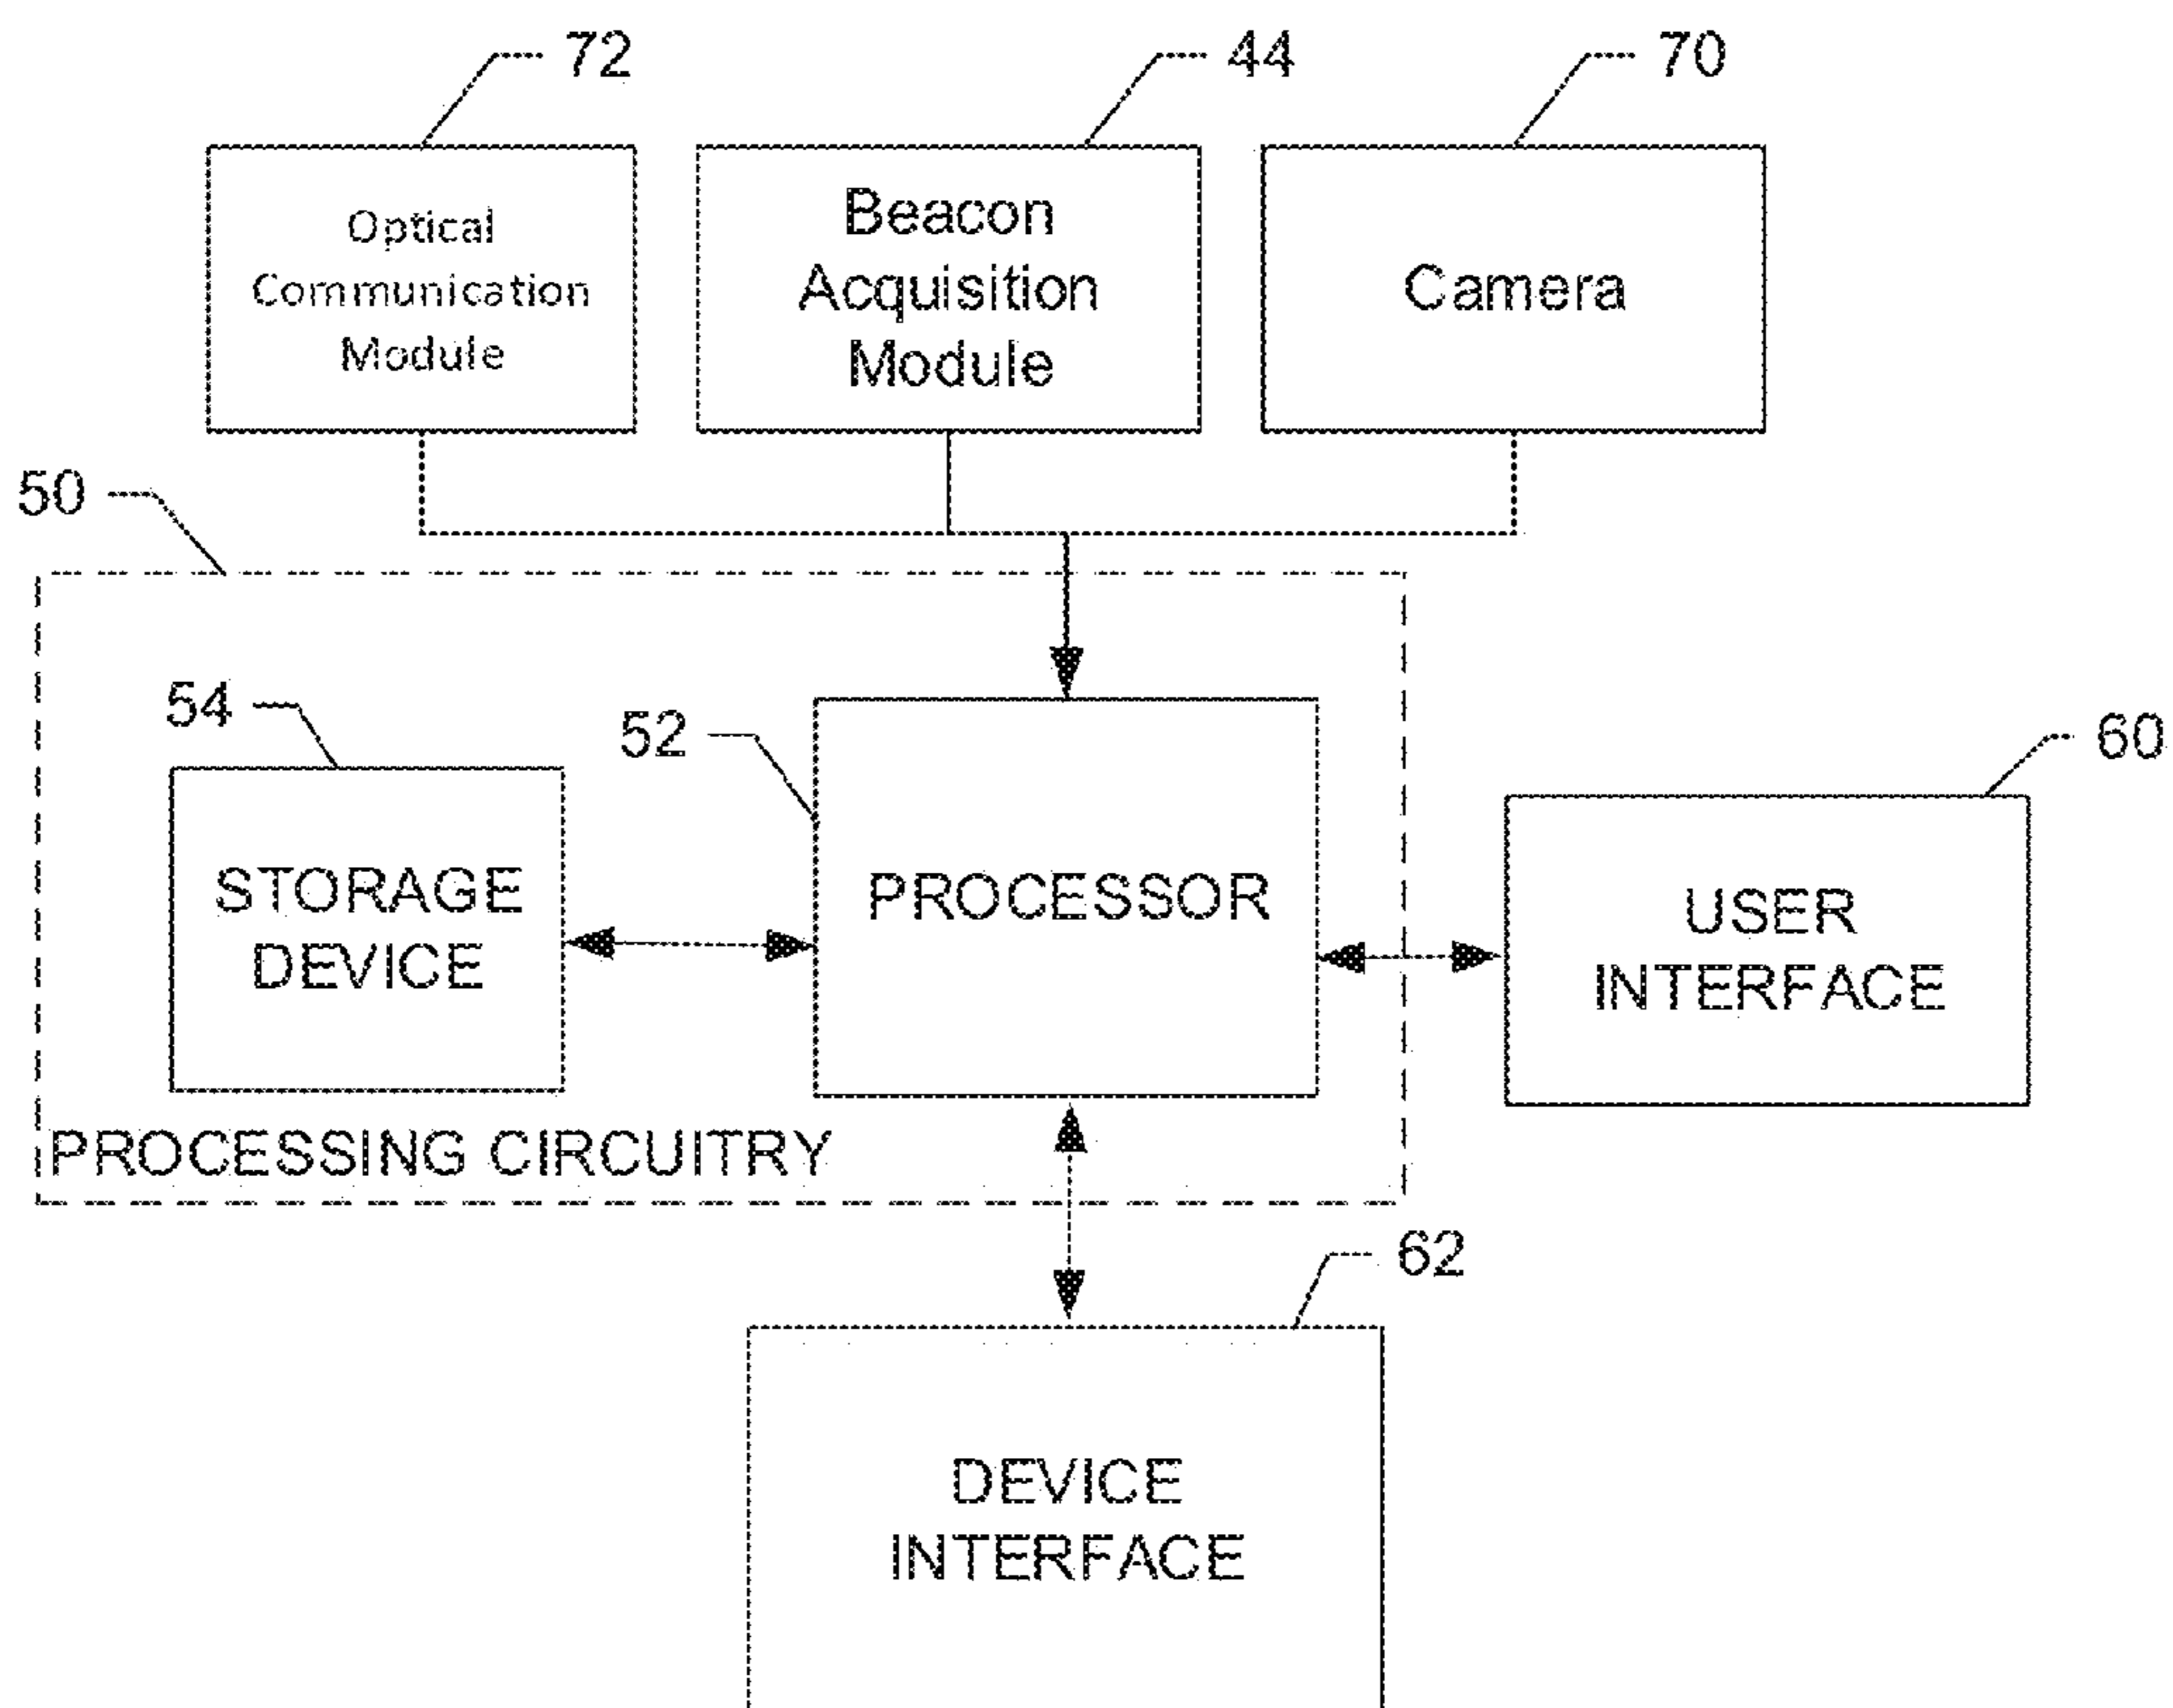 72
44
70
Optical
Communication
Module
Beacon
Acquisition
Module
Camera
50
54
52
60
STORAGE
DEVICE
PROCESSOR
USER
INTERFACE
PROCESSING CIRCUITRY
62
DEVICE
INTERFACE